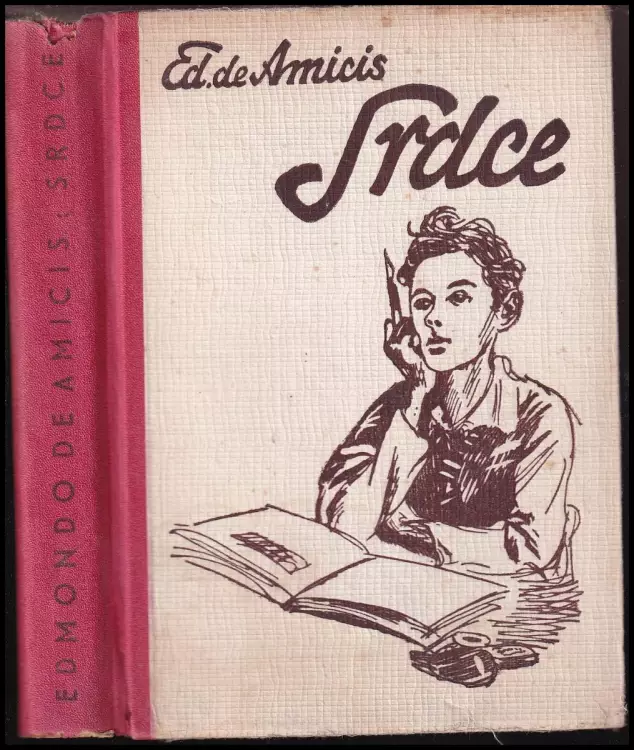 Ed. de Amicis
Srdce
EDMONDO DE AMICIS: SRDCE